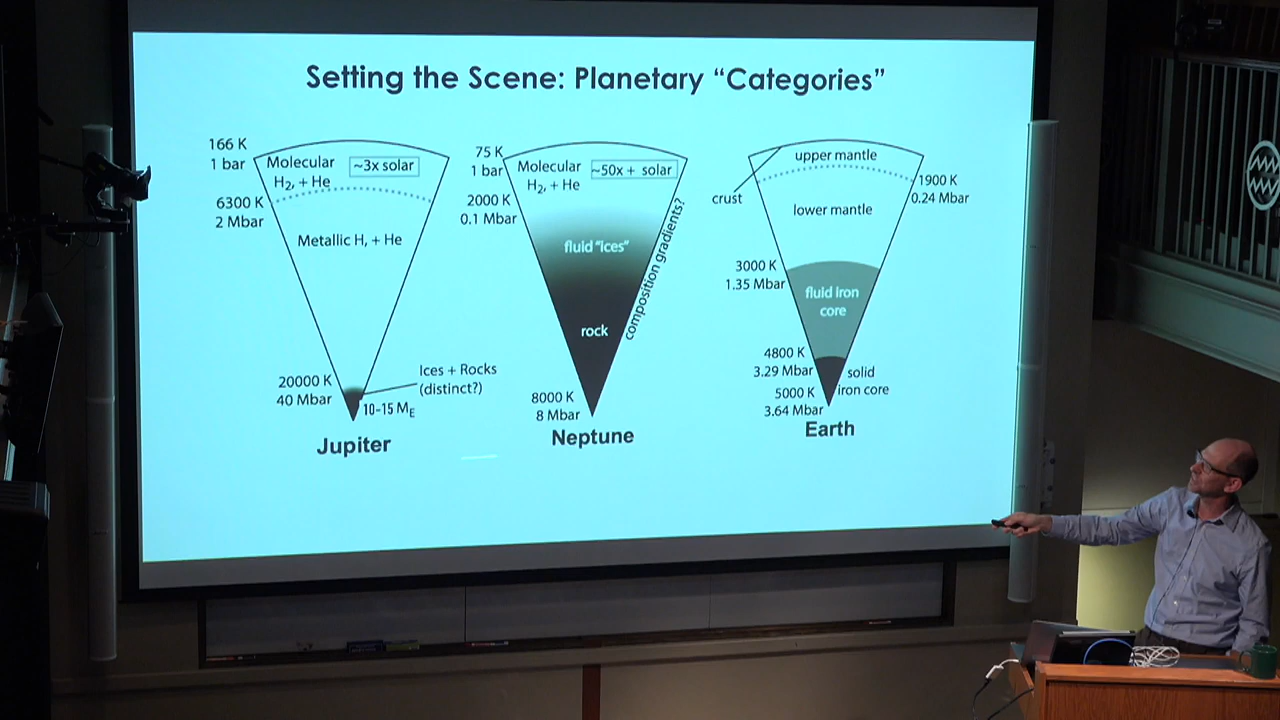 Setting the Scene: Planetary “Categories”
166 K
1 bar
Molecular
H₂, + He
~3x solar
6300 K
2 Mbar
Metallic H, + He
20000 K
40 Mbar
Ices + Rocks
(distinct?)
10-15 M_E
Jupiter
75 K
1 bar
Molecular
H₂, + He
~50x + solar
2000 K
0.1 Mbar
fluid "ices"
composition gradients?
rock
8000 K
8 Mbar
Neptune
upper mantle
crust
1900 K
0.24 Mbar
lower mantle
3000 K
1.35 Mbar
fluid iron
core
4800 K
3.29 Mbar
solid
iron core
5000 K
3.64 Mbar
Earth